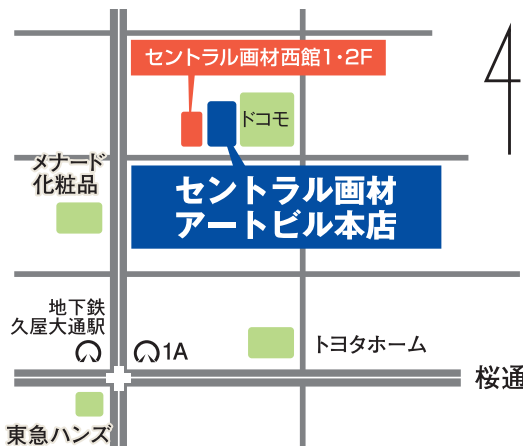 セントラル画材西館1・2F
ドコモ
メナード
化粧品
セントラル画材
アートビル本店
地下鉄
久屋大通駅
1A
トヨタホーム
桜通
東急ハンズ